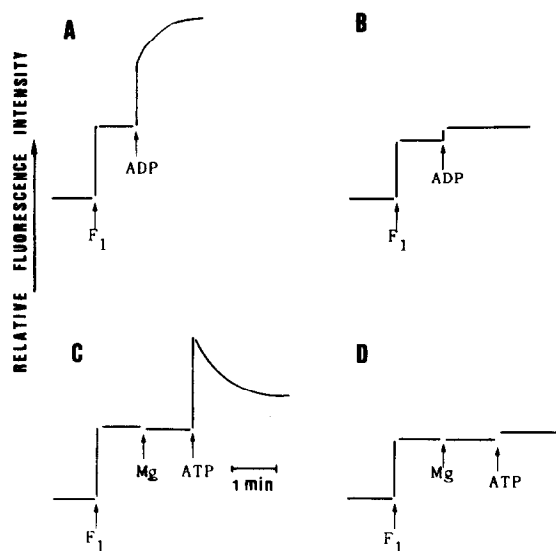 RELATIVE FLUORESCENCE INTENSITY
A
ADP
F1
B
ADP
F1
C
Mg
ATP
1 min
F1
D
Mg
ATP
F1